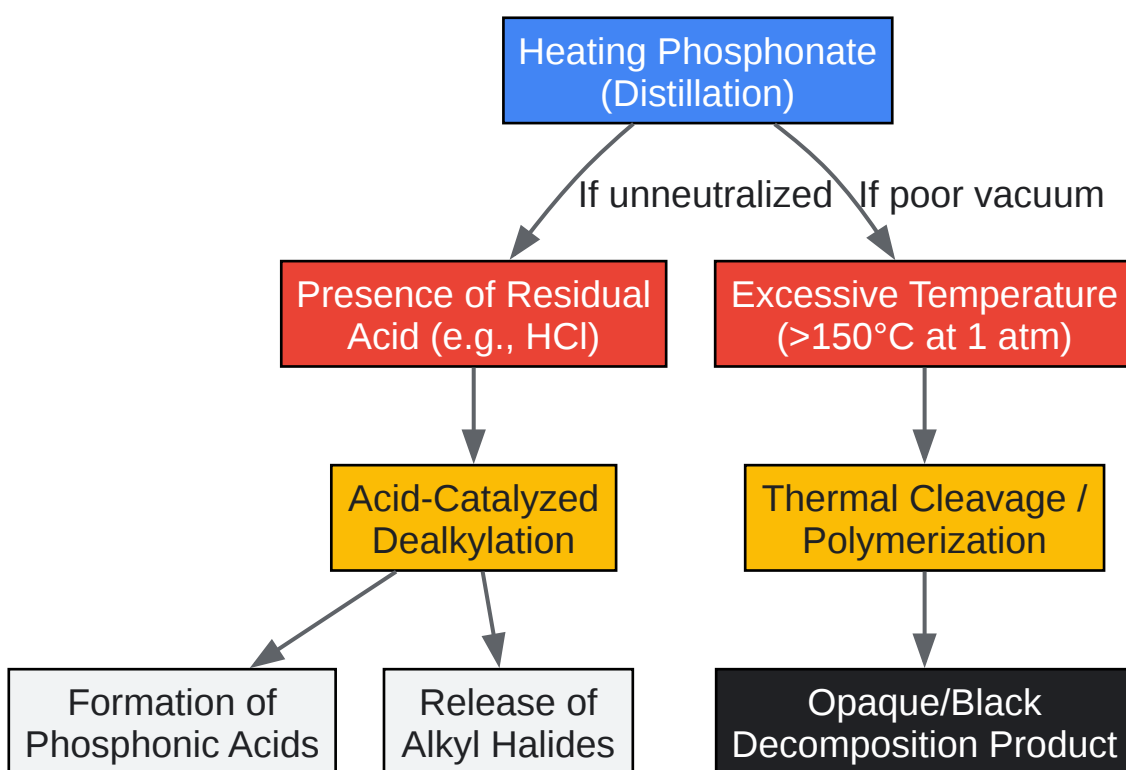 Heating Phosphonate
(Distillation)
If unneutralized
If poor vacuum
Presence of Residual
Acid (e.g., HCl)
Excessive Temperature
(>150°C at 1 atm)
Acid-Catalyzed
Dealkylation
Thermal Cleavage /
Polymerization
Formation of
Phosphonic Acids
Release of
Alkyl Halides
Opaque/Black
Decomposition Product